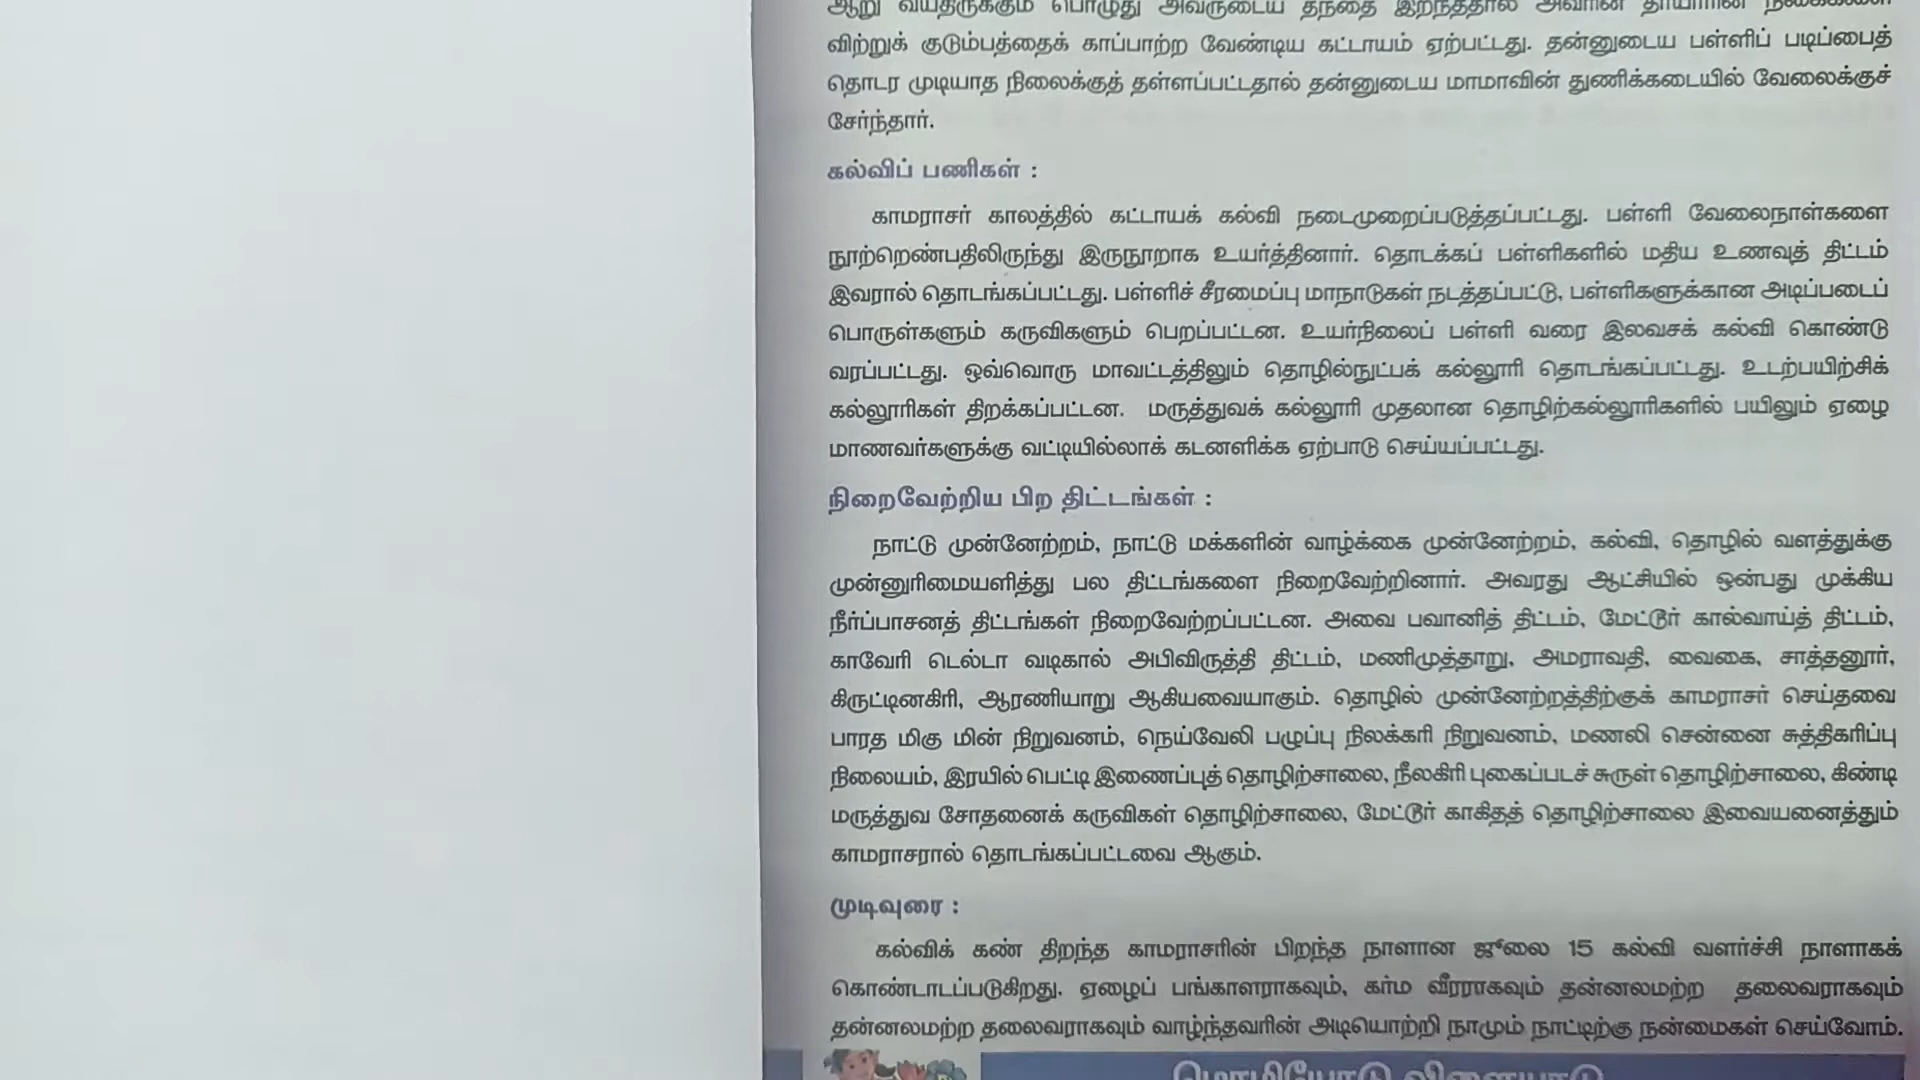 ஆறு வயதிருக்கும் பொழுது அவருடைய தந்தை இறந்ததால் அவரின் தாயாரின் நகைகளை
விற்றுக் குடும்பத்தைக் காப்பாற்ற வேண்டிய கட்டாயம் ஏற்பட்டது. தன்னுடைய பள்ளிப் படிப்பைத்
தொடர முடியாத நிலைக்குத் தள்ளப்பட்டதால் தன்னுடைய மாமாவின் துணிக்கடையில் வேலைக்குச்
சேர்ந்தார்.
கல்விப் பணிகள் :
காமராசர் காலத்தில் கட்டாயக் கல்வி நடைமுறைப்படுத்தப்பட்டது. பள்ளி வேலைநாள்களை
நூற்றெண்பதிலிருந்து இருநூறாக உயர்த்தினார். தொடக்கப் பள்ளிகளில் மதிய உணவுத் திட்டம்
இவரால் தொடங்கப்பட்டது. பள்ளிச் சீரமைப்பு மாநாடுகள் நடத்தப்பட்டு, பள்ளிகளுக்கான அடிப்படைப்
பொருள்களும் கருவிகளும் பெறப்பட்டன. உயர்நிலைப் பள்ளி வரை இலவசக் கல்வி கொண்டு
வரப்பட்டது. ஒவ்வொரு மாவட்டத்திலும் தொழில்நுட்பக் கல்லூரி தொடங்கப்பட்டது. உடற்பயிற்சிக்
கல்லூரிகள் திறக்கப்பட்டன. மருத்துவக் கல்லூரி முதலான தொழிற்கல்லூரிகளில் பயிலும் ஏழை
மாணவர்களுக்கு வட்டியில்லாக் கடனளிக்க ஏற்பாடு செய்யப்பட்டது.
நிறைவேற்றிய பிற திட்டங்கள் :
நாட்டு முன்னேற்றம், நாட்டு மக்களின் வாழ்க்கை முன்னேற்றம், கல்வி, தொழில் வளத்துக்கு
முன்னுரிமையளித்து பல திட்டங்களை நிறைவேற்றினார். அவரது ஆட்சியில் ஒன்பது முக்கிய
நீர்ப்பாசனத் திட்டங்கள் நிறைவேற்றப்பட்டன. அவை பவானித் திட்டம், மேட்டூர் கால்வாய்த் திட்டம்,
காவேரி டெல்டா வடிகால் அபிவிருத்தி திட்டம், மணிமுத்தாறு, அமராவதி, வைகை, சாத்தனூர்,
கிருட்டினகிரி, ஆரணியாறு ஆகியவையாகும். தொழில் முன்னேற்றத்திற்குக் காமராசர் செய்தவை
பாரத மிகு மின் நிறுவனம், நெய்வேலி பழுப்பு நிலக்கரி நிறுவனம், மணலி சென்னை சுத்திகரிப்பு
நிலையம், இரயில் பெட்டி இணைப்புத் தொழிற்சாலை, நீலகிரி புகைப்படச் சுருள் தொழிற்சாலை, கிண்டி
மருத்துவ சோதனைக் கருவிகள் தொழிற்சாலை, மேட்டூர் காகிதத் தொழிற்சாலை இவையனைத்தும்
காமராசரால் தொடங்கப்பட்டவை ஆகும்.
முடிவுரை :
கல்விக் கண் திறந்த காமராசரின் பிறந்த நாளான ஜூலை 15 கல்வி வளர்ச்சி நாளாகக்
கொண்டாடப்படுகிறது. ஏழைப் பங்காளராகவும், கர்ம வீரராகவும் தன்னலமற்ற தலைவராகவும்
தன்னலமற்ற தலைவராகவும் வாழ்ந்தவரின் அடியொற்றி நாமும் நாட்டிற்கு நன்மைகள் செய்வோம்.
மொழியோடு விளையாடு